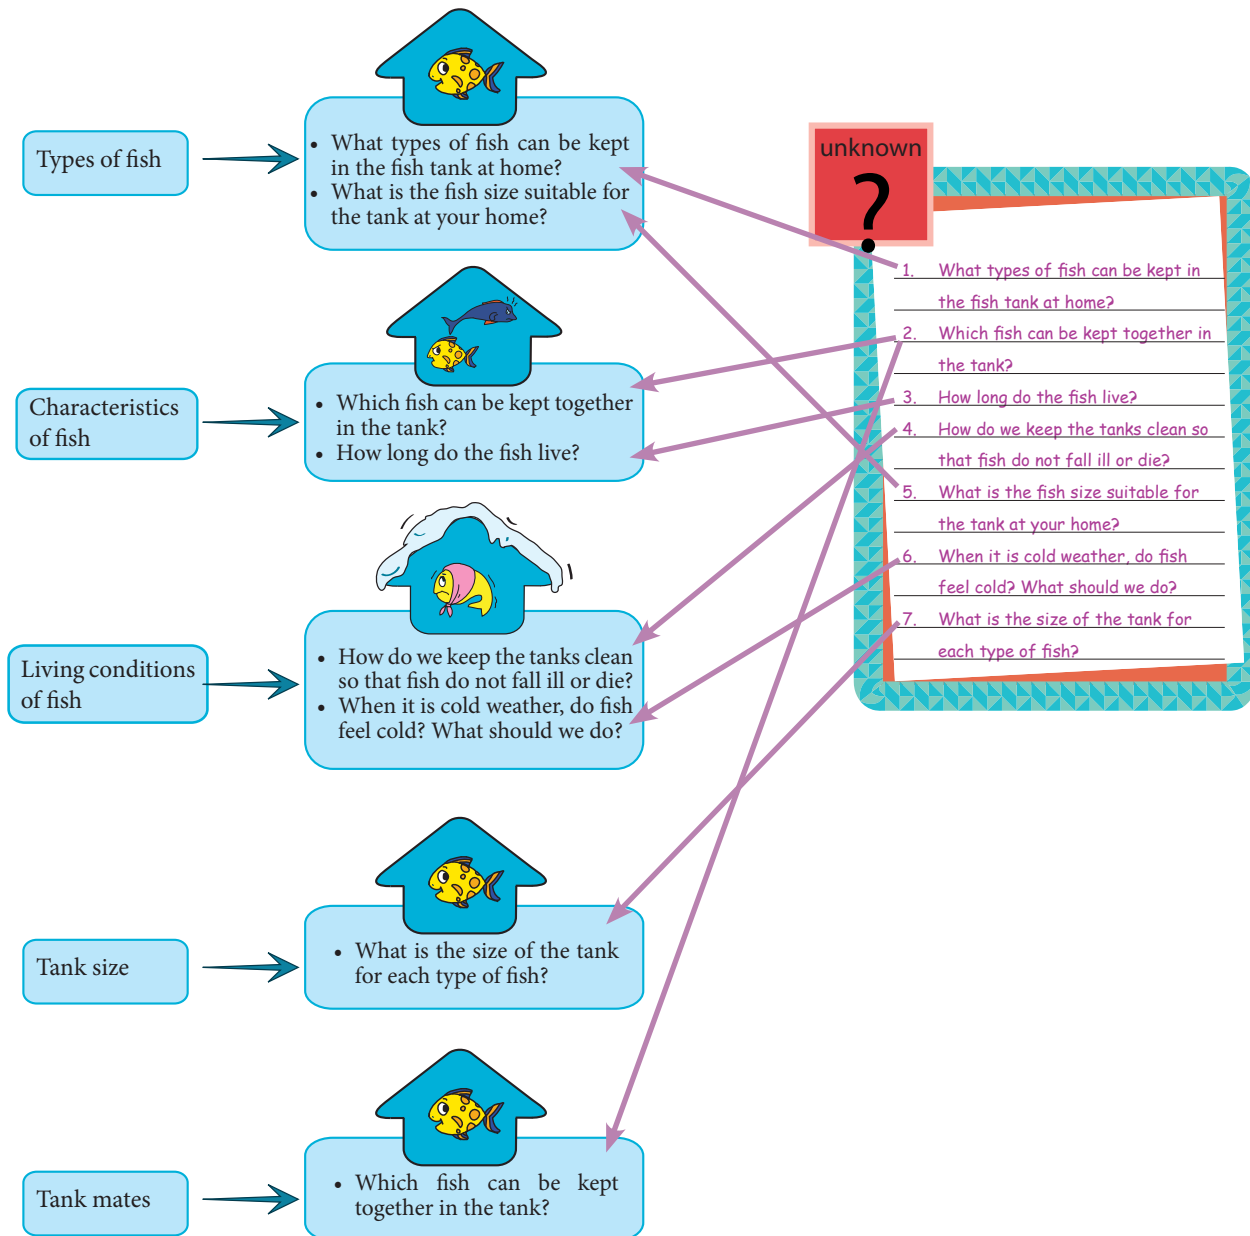 Types of fish
• What types of fish can be kept
in the fish tank at home?
• What is the fish size suitable for
the tank at your home?
Characteristics
of fish
• Which fish can be kept together
in the tank?
• How long do the fish live?
Living conditions
of fish
• How do we keep the tanks clean
so that fish do not fall ill or die?
• When it is cold weather, do fish
feel cold? What should we do?
Tank size
• What is the size of the tank
for each type of fish?
Tank mates
• Which fish can be kept
together in the tank?
unknown
?
1. What types of fish can be kept in
the fish tank at home?
2. Which fish can be kept together in
the tank?
3. How long do the fish live?
4. How do we keep the tanks clean so
that fish do not fall ill or die?
5. What is the fish size suitable for
the tank at your home?
6. When it is cold weather, do fish
feel cold? What should we do?
7. What is the size of the tank for
each type of fish?